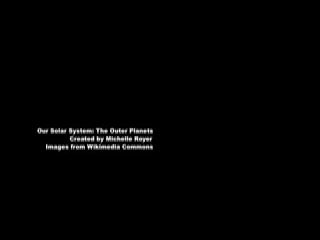 Our Solar System: The Outer Planets
Created by Michelle Royer
Images from Wikimedia Commons